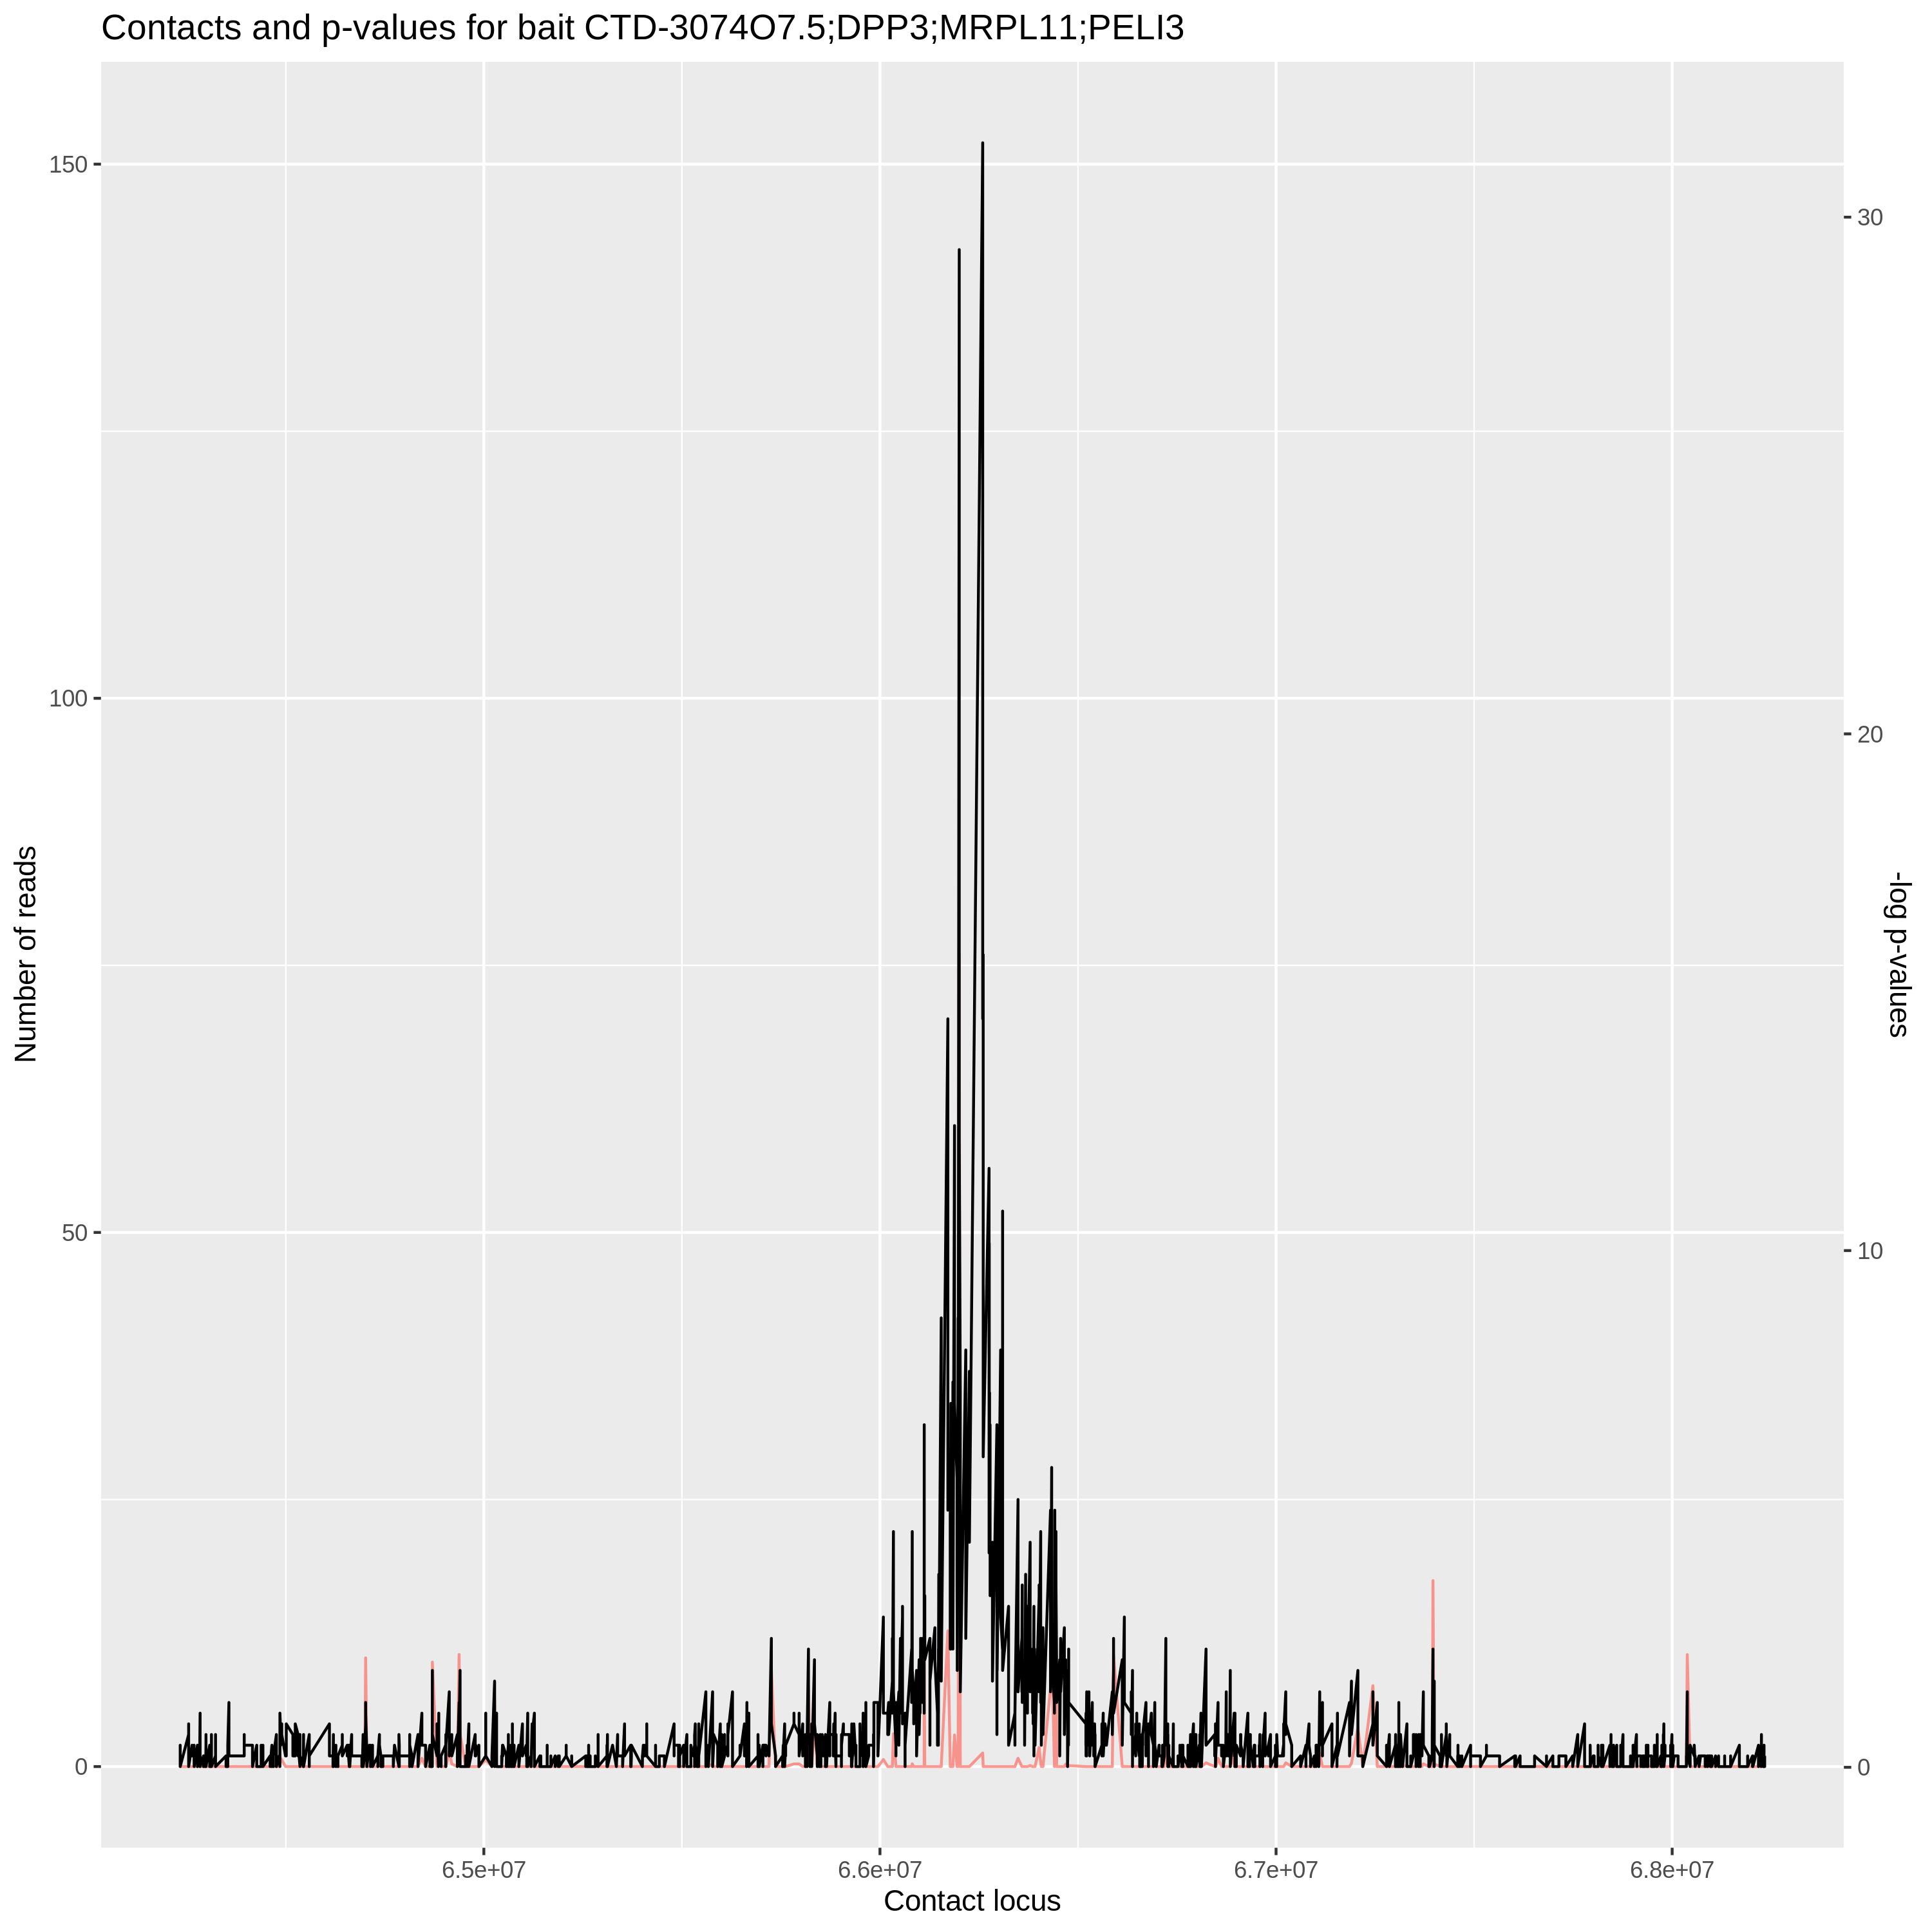 Contacts and p-values for bait CTD-3074O7.5;DPP3;MRPL11;PELI3
150
100
50
0
Number of reads
30
20
10
0
-log p-values
6.5e+07
6.6e+07
6.7e+07
6.8e+07
Contact locus